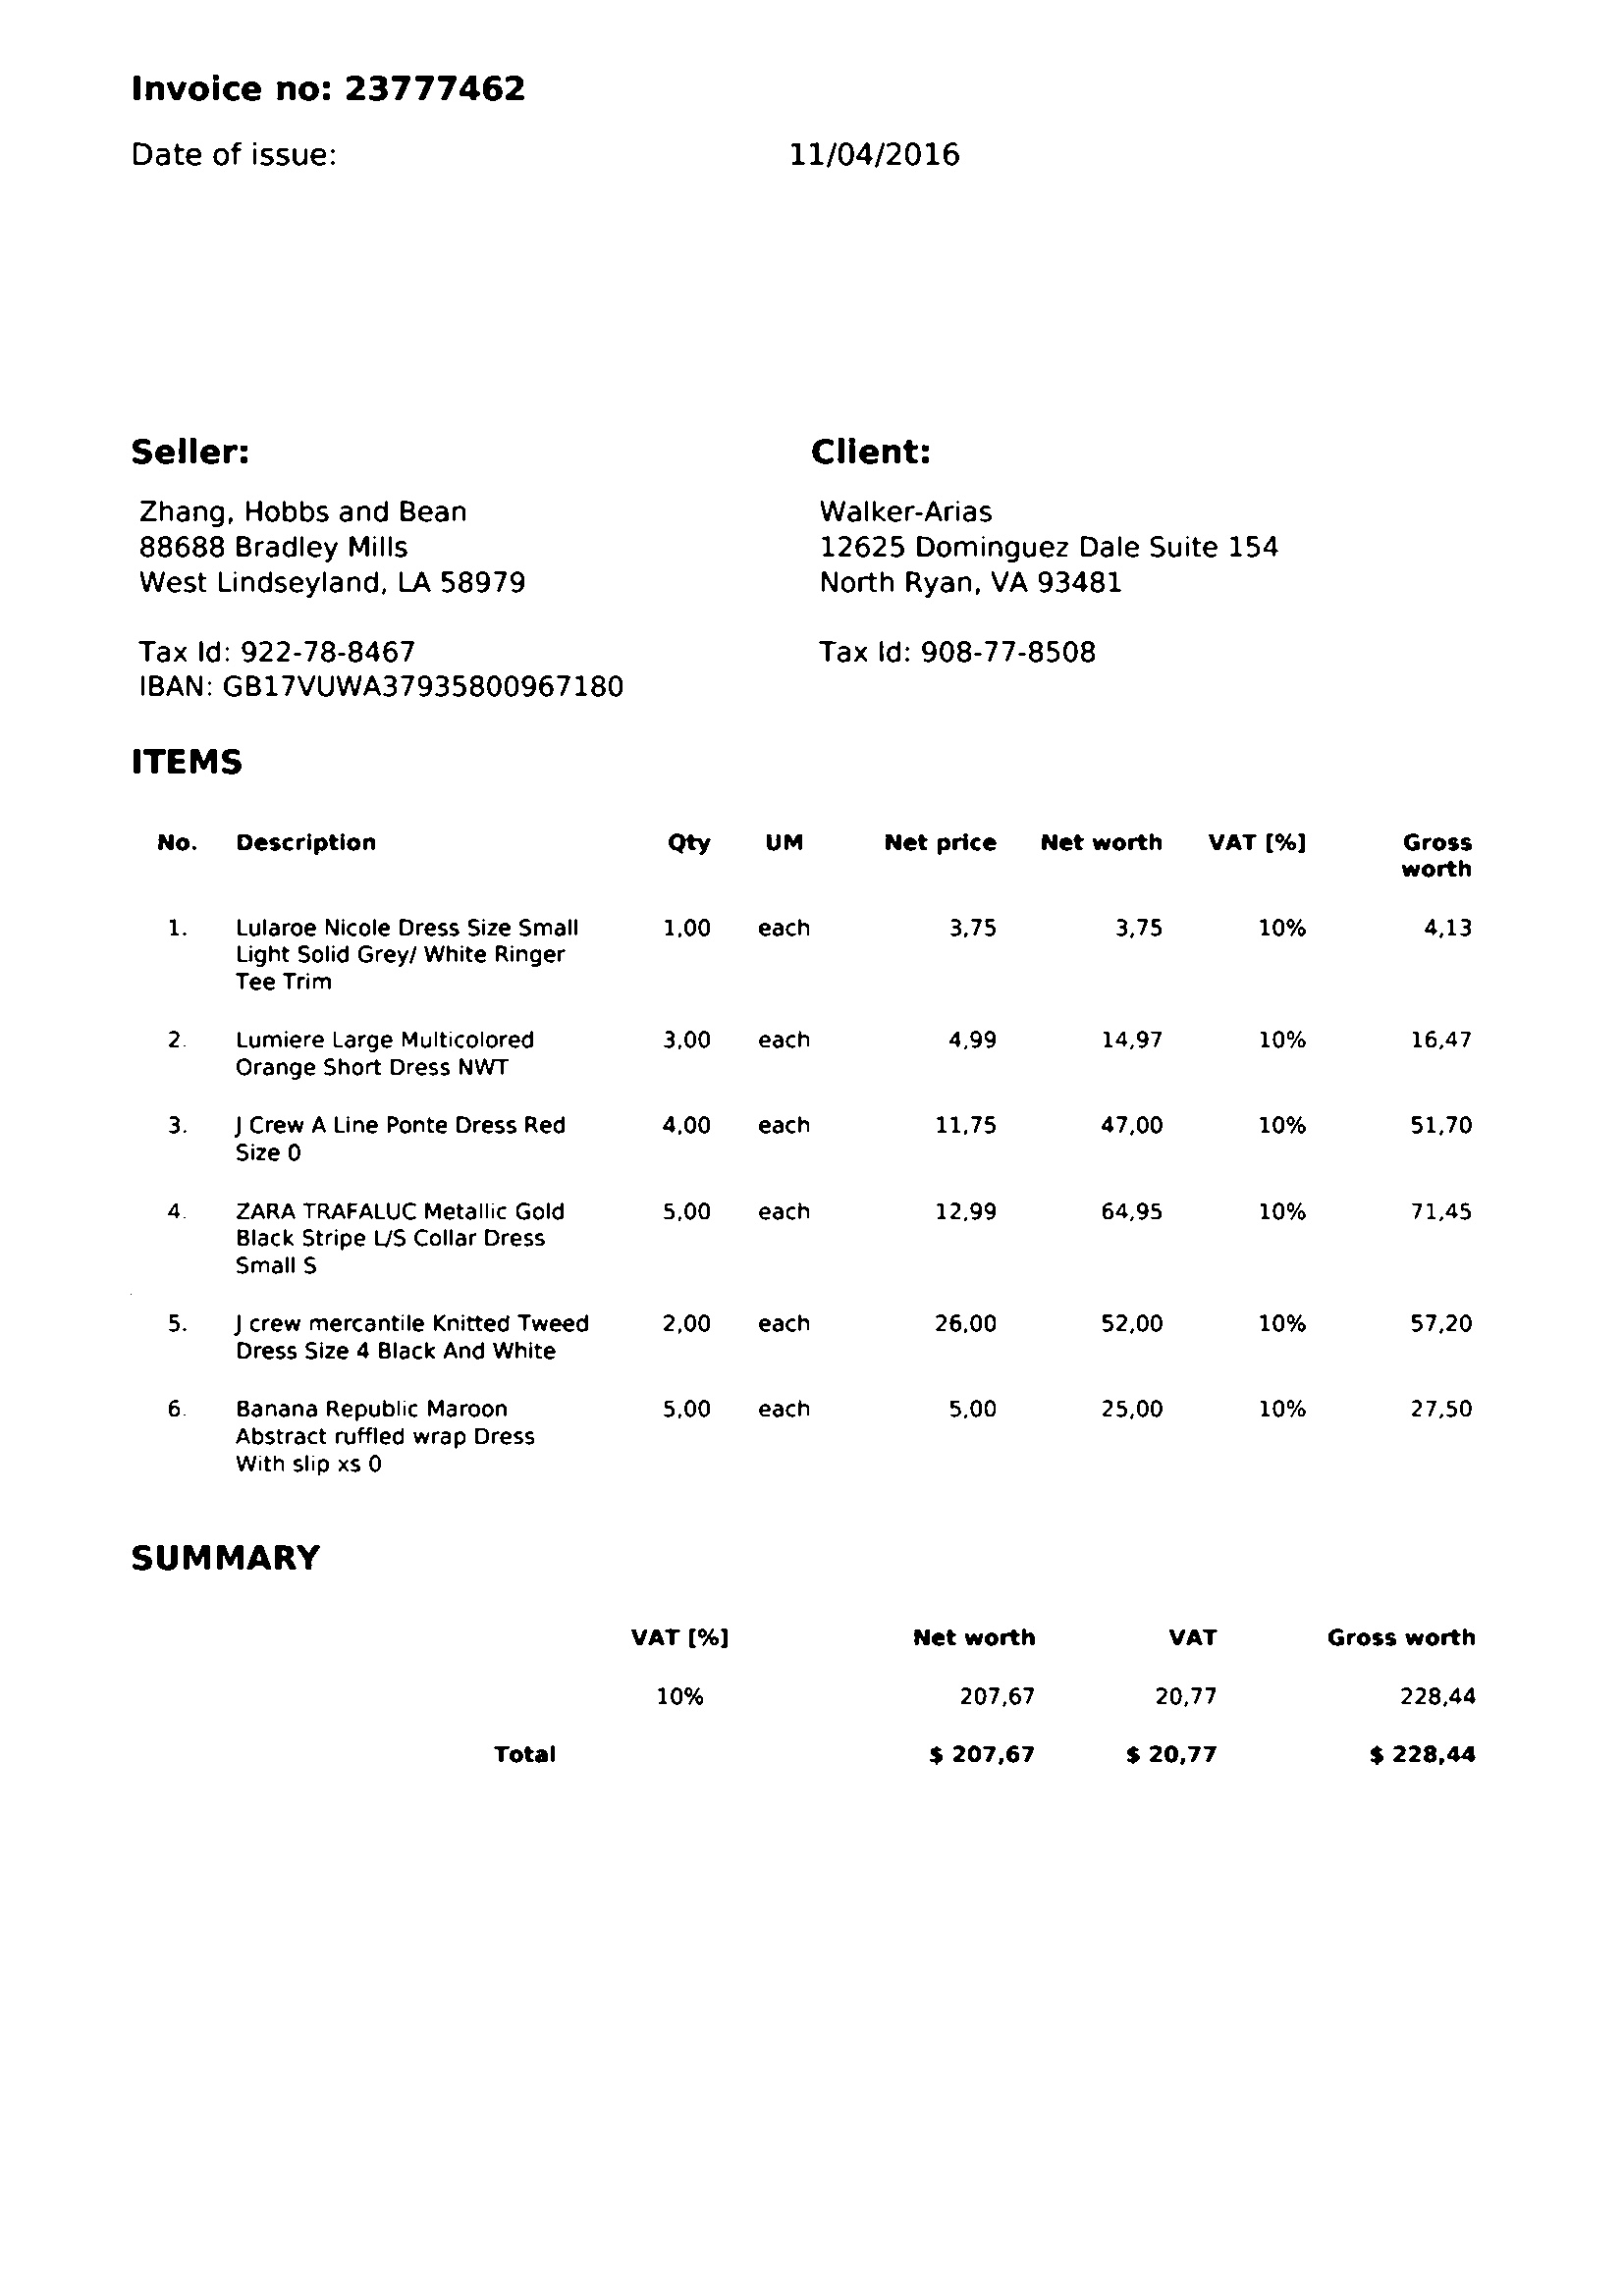 Invoice no: 23777462
Date of issue: 11/04/2016
Seller:
Zhang, Hobbs and Bean
88688 Bradley Mills
West Lindseyland, LA 58979
Tax Id: 922-78-8467
IBAN: GB17VUWA37935800967180
Client:
Walker-Arias
12625 Dominguez Dale Suite 154
North Ryan, VA 93481
Tax Id: 908-77-8508
ITEMS
No. Description Qty UM Net price Net worth VAT [%] Gross
worth
1. Lularoe Nicole Dress Size Small 1,00 each 3,75 3,75 10% 4,13
Light Solid Grey/ White Ringer
Tee Trim
2. Lumiere Large Multicolored 3,00 each 4,99 14,97 10% 16,47
Orange Short Dress NWT
3. J Crew A Line Ponte Dress Red 4,00 each 11,75 47,00 10% 51,70
Size 0
4. ZARA TRAFALUC Metallic Gold 5,00 each 12,99 64,95 10% 71,45
Black Stripe L/S Collar Dress
Small S
5. J crew mercantile Knitted Tweed 2,00 each 26,00 52,00 10% 57,20
Dress Size 4 Black And White
6. Banana Republic Maroon 5,00 each 5,00 25,00 10% 27,50
Abstract ruffled wrap Dress
With slip xs 0
SUMMARY
VAT [%] Net worth VAT Gross worth
10% 207,67 20,77 228,44
Total $ 207,67 $ 20,77 $ 228,44